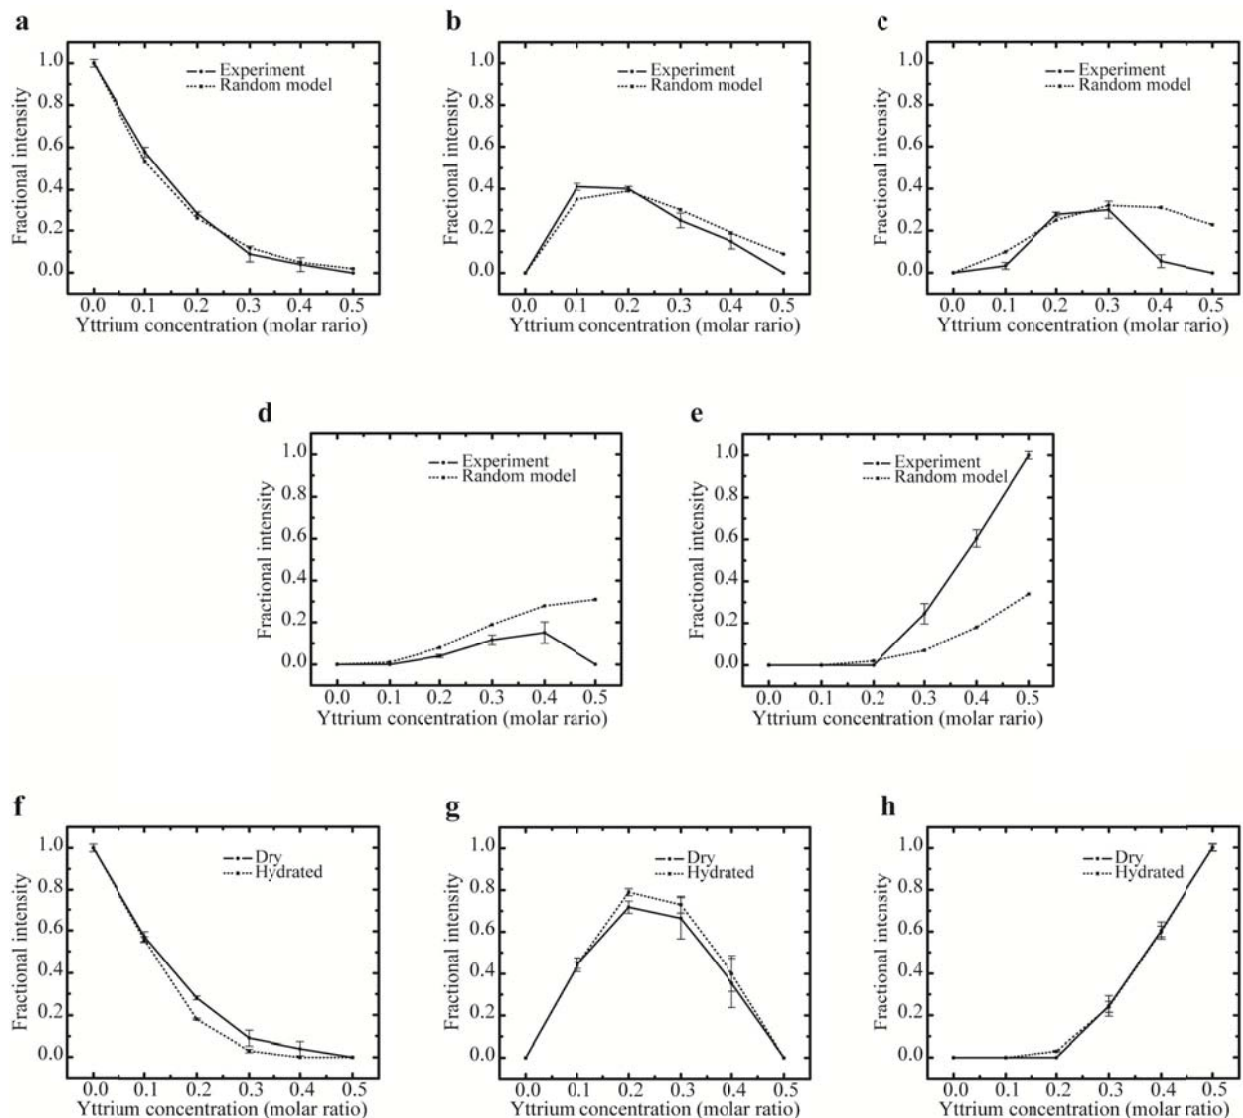 a
Experiment
Random model
Fractional intensity
1.0
0.8
0.6
0.4
0.2
0.0
0.0 0.1 0.2 0.3 0.4 0.5
Yttrium concentration (molar rario)
b
Experiment
Random model
Fractional intensity
1.0
0.8
0.6
0.4
0.2
0.0
0.0 0.1 0.2 0.3 0.4 0.5
Yttrium concentration (molar rario)
c
Experiment
Random model
Fractional intensity
1.0
0.8
0.6
0.4
0.2
0.0
0.0 0.1 0.2 0.3 0.4 0.5
Yttrium concentration (molar rario)
d
Experiment
Random model
Fractional intensity
1.0
0.8
0.6
0.4
0.2
0.0
0.0 0.1 0.2 0.3 0.4 0.5
Yttrium concentration (molar rario)
e
Experiment
Random model
Fractional intensity
1.0
0.8
0.6
0.4
0.2
0.0
0.0 0.1 0.2 0.3 0.4 0.5
Yttrium concentration (molar rario)
f
Dry
Hydrated
Fractional intensity
1.0
0.8
0.6
0.4
0.2
0.0
0.0 0.1 0.2 0.3 0.4 0.5
Yttrium concentration (molar ratio)
g
Dry
Hydrated
Fractional intensity
1.0
0.8
0.6
0.4
0.2
0.0
0.0 0.1 0.2 0.3 0.4 0.5
Yttrium concentration (molar ratio)
h
Dry
Hydrated
Fractional intensity
1.0
0.8
0.6
0.4
0.2
0.0
0.0 0.1 0.2 0.3 0.4 0.5
Yttrium concentration (molar ratio)